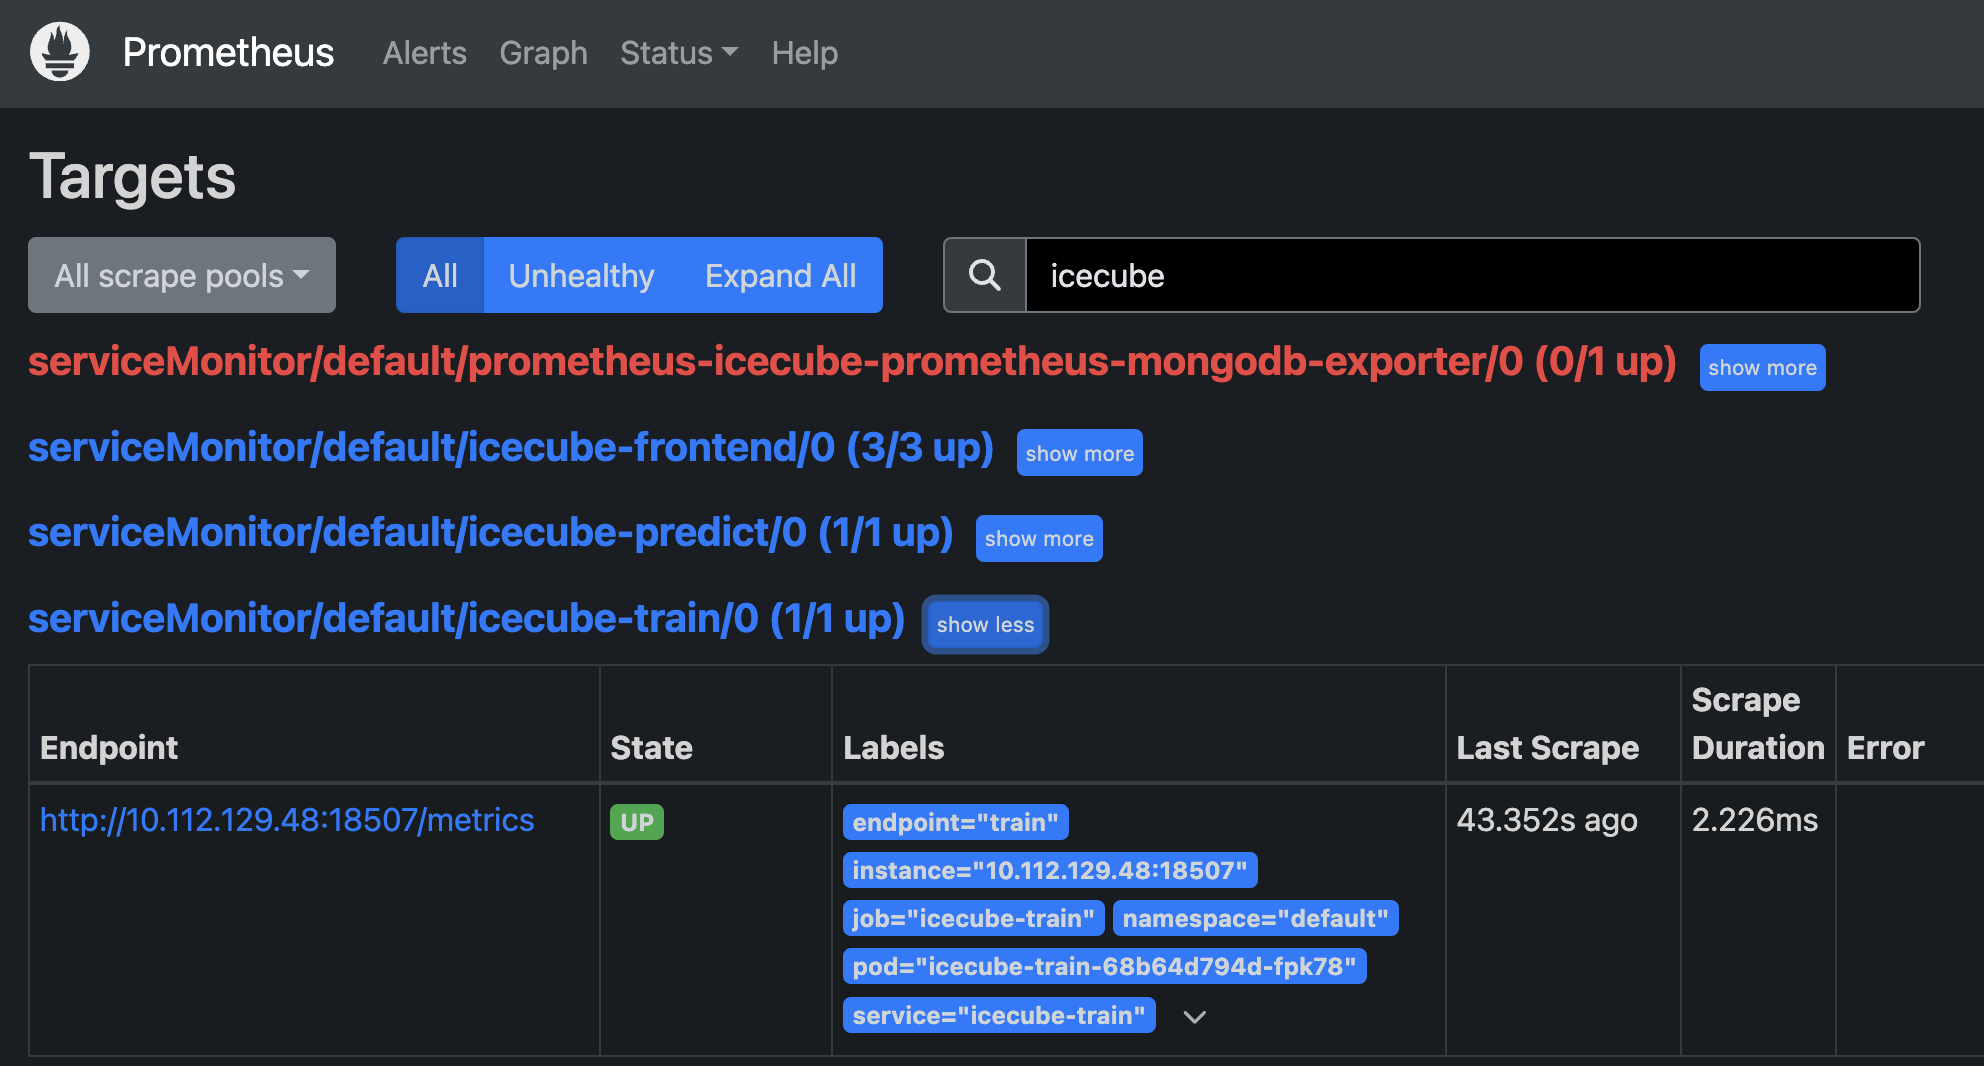 Prometheus Alerts Graph Status Help
Targets
All scrape pools All Unhealthy Expand All icecube
serviceMonitor/default/prometheus-icecube-prometheus-mongodb-exporter/0 (0/1 up) show more
serviceMonitor/default/icecube-frontend/0 (3/3 up) show more
serviceMonitor/default/icecube-predict/0 (1/1 up) show more
serviceMonitor/default/icecube-train/0 (1/1 up) show less
Endpoint State Labels Last Scrape Scrape Duration Error
http://10.112.129.48:18507/metrics UP endpoint="train" 43.352s ago 2.226ms
instance="10.112.129.48:18507"
job="icecube-train" namespace="default"
pod="icecube-train-68b64d794d-fpk78"
service="icecube-train"